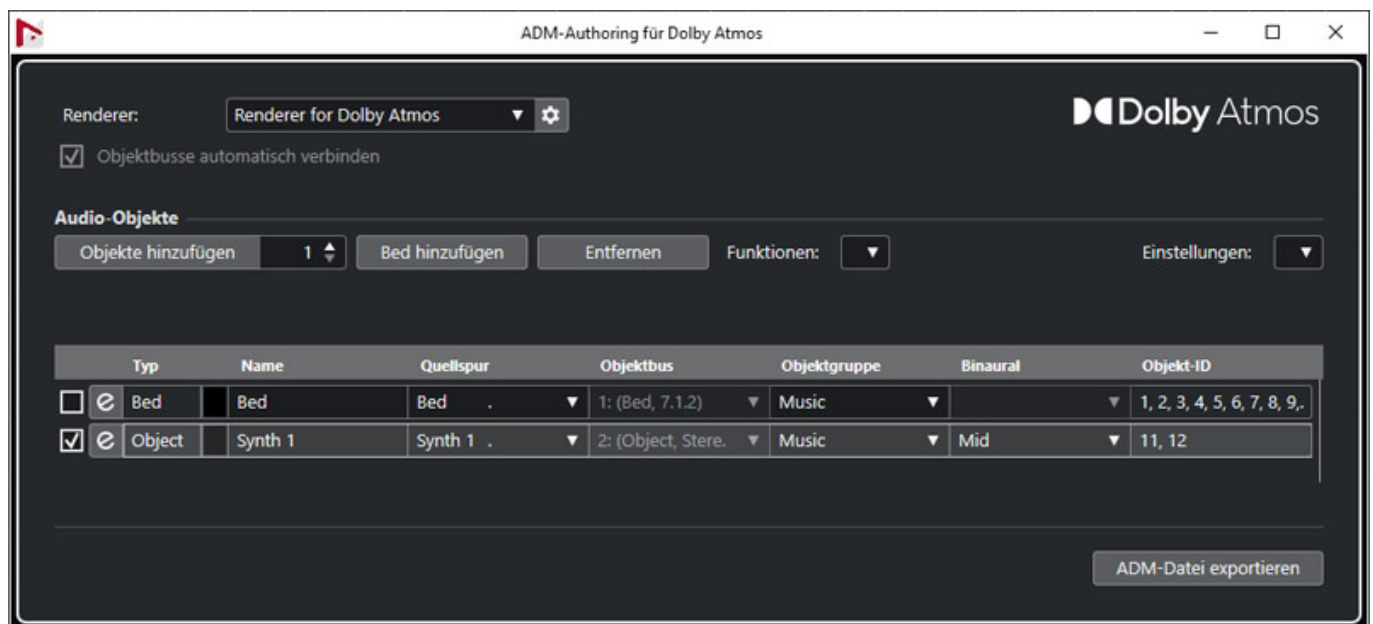 ADM-Authoring für Dolby Atmos
Renderer: Renderer for Dolby Atmos Dolby Atmos
Objektbusse automatisch verbinden
Audio-Objekte
Objekte hinzufügen 1 Bed hinzufügen Entfernen Funktionen: Einstellungen:
Typ Name Quellspur Objektbus Objektgruppe Binaural Objekt-ID
e Bed Bed Bed . 1: (Bed, 7.1.2) Music 1, 2, 3, 4, 5, 6, 7, 8, 9,.
e Object Synth 1 Synth 1 . 2: (Object, Stere. Music Mid 11, 12
ADM-Datei exportieren